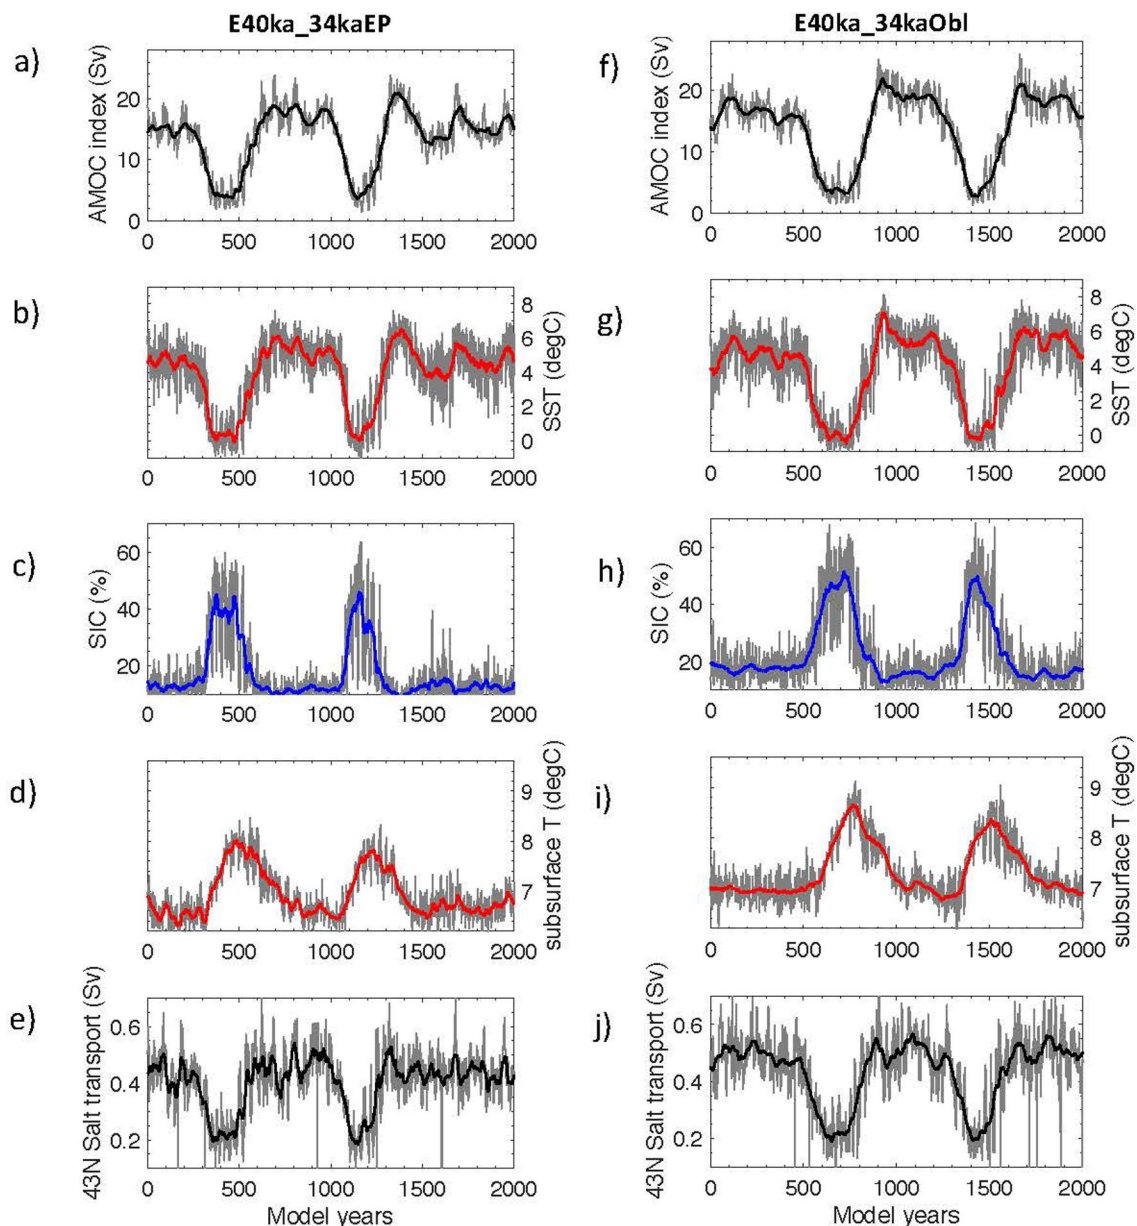 E40ka_34kaEP
a)
AMOC index (Sv)
20
10
0
0 500 1000 1500 2000
b)
SST (degC)
8
6
4
2
0
0 500 1000 1500 2000
c)
SIC (%)
60
40
20
0 500 1000 1500 2000
d)
subsurface T (degC)
9
8
7
0 500 1000 1500 2000
e)
43N Salt transport (Sv)
0.6
0.4
0.2
0 500 1000 1500 2000
Model years
E40ka_34kaObl
f)
AMOC index (Sv)
20
10
0
0 500 1000 1500 2000
g)
SST (degC)
8
6
4
2
0
0 500 1000 1500 2000
h)
SIC (%)
60
40
20
0 500 1000 1500 2000
i)
subsurface T (degC)
9
8
7
0 500 1000 1500 2000
j)
43N Salt transport (Sv)
0.6
0.4
0.2
0 500 1000 1500 2000
Model years